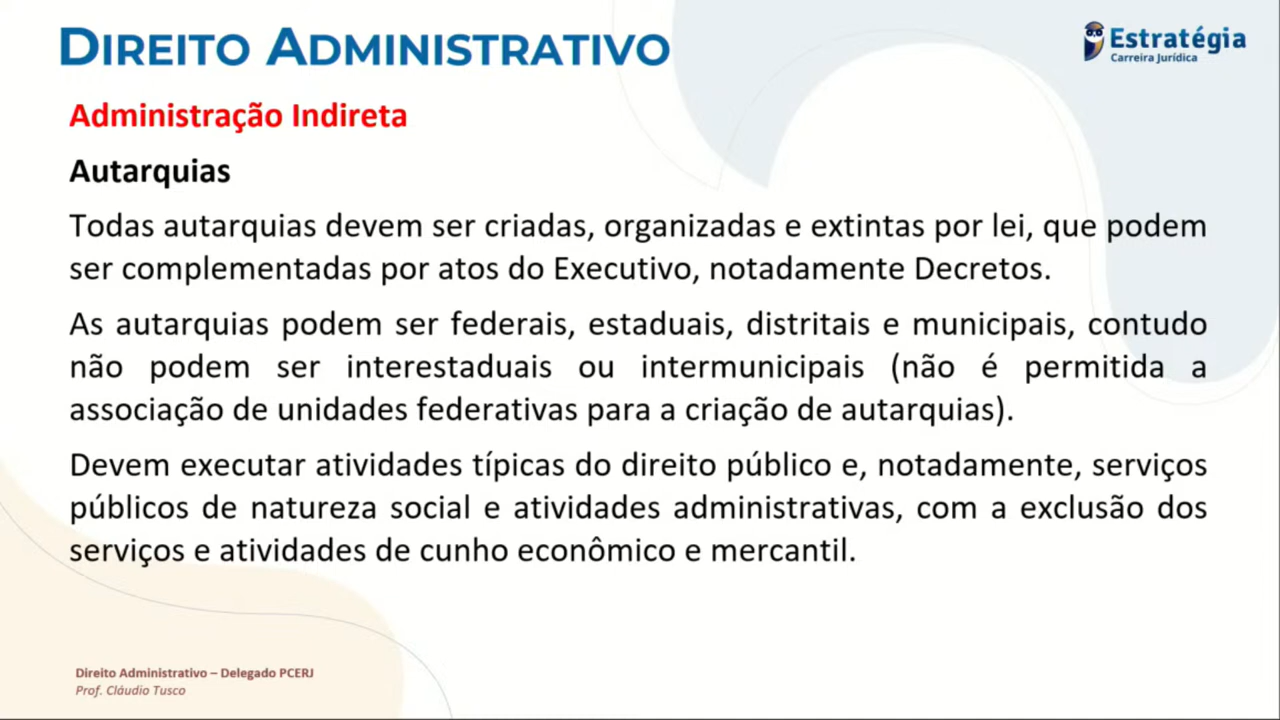 DIREITO ADMINISTRATIVO
Estratégia
Carreira Jurídica
Administração Indireta
Autarquias
Todas autarquias devem ser criadas, organizadas e extintas por lei, que podem
ser complementadas por atos do Executivo, notadamente Decretos.
As autarquias podem ser federais, estaduais, distritais e municipais, contudo
não podem ser interestaduais ou intermunicipais (não é permitida a
associação de unidades federativas para a criação de autarquias).
Devem executar atividades típicas do direito público e, notadamente, serviços
públicos de natureza social e atividades administrativas, com a exclusão dos
serviços e atividades de cunho econômico e mercantil.
Direito Administrativo – Delegado PCERJ
Prof. Cláudio Tusco